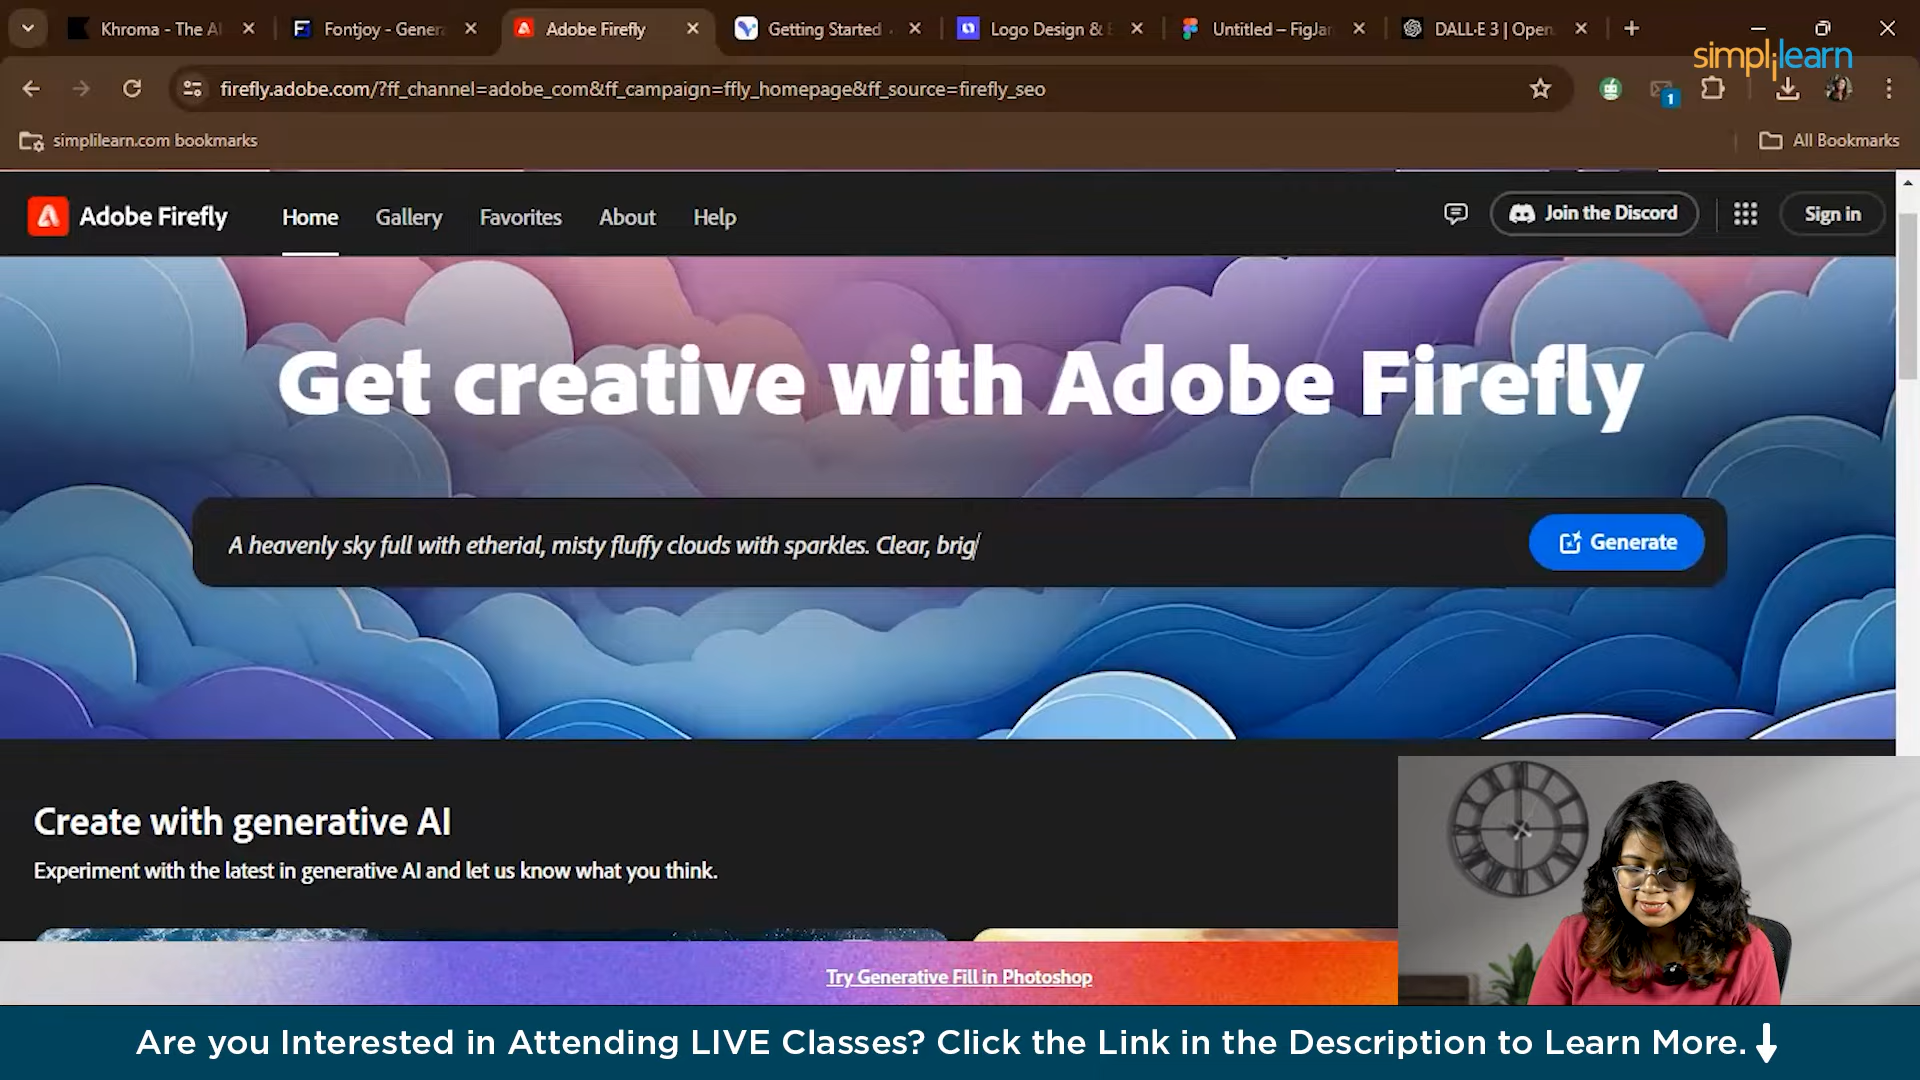 Khroma - The AI
Fontjoy - Genera
Adobe Firefly
Getting Started
Logo Design &
Untitled – FigJam
DALL·E 3 | Open
simplilearn
firefly.adobe.com/?ff_channel=adobe_com&ff_campaign=ffly_homepage&ff_source=firefly_seo
1
simplilearn.com bookmarks
All Bookmarks
Adobe Firefly
Home
Gallery
Favorites
About
Help
Join the Discord
Sign in
Get creative with Adobe Firefly
A heavenly sky full with etherial, misty fluffy clouds with sparkles. Clear, brig
Generate
Create with generative AI
Experiment with the latest in generative AI and let us know what you think.
Try Generative Fill in Photoshop
Are you Interested in Attending LIVE Classes? Click the Link in the Description to Learn More.